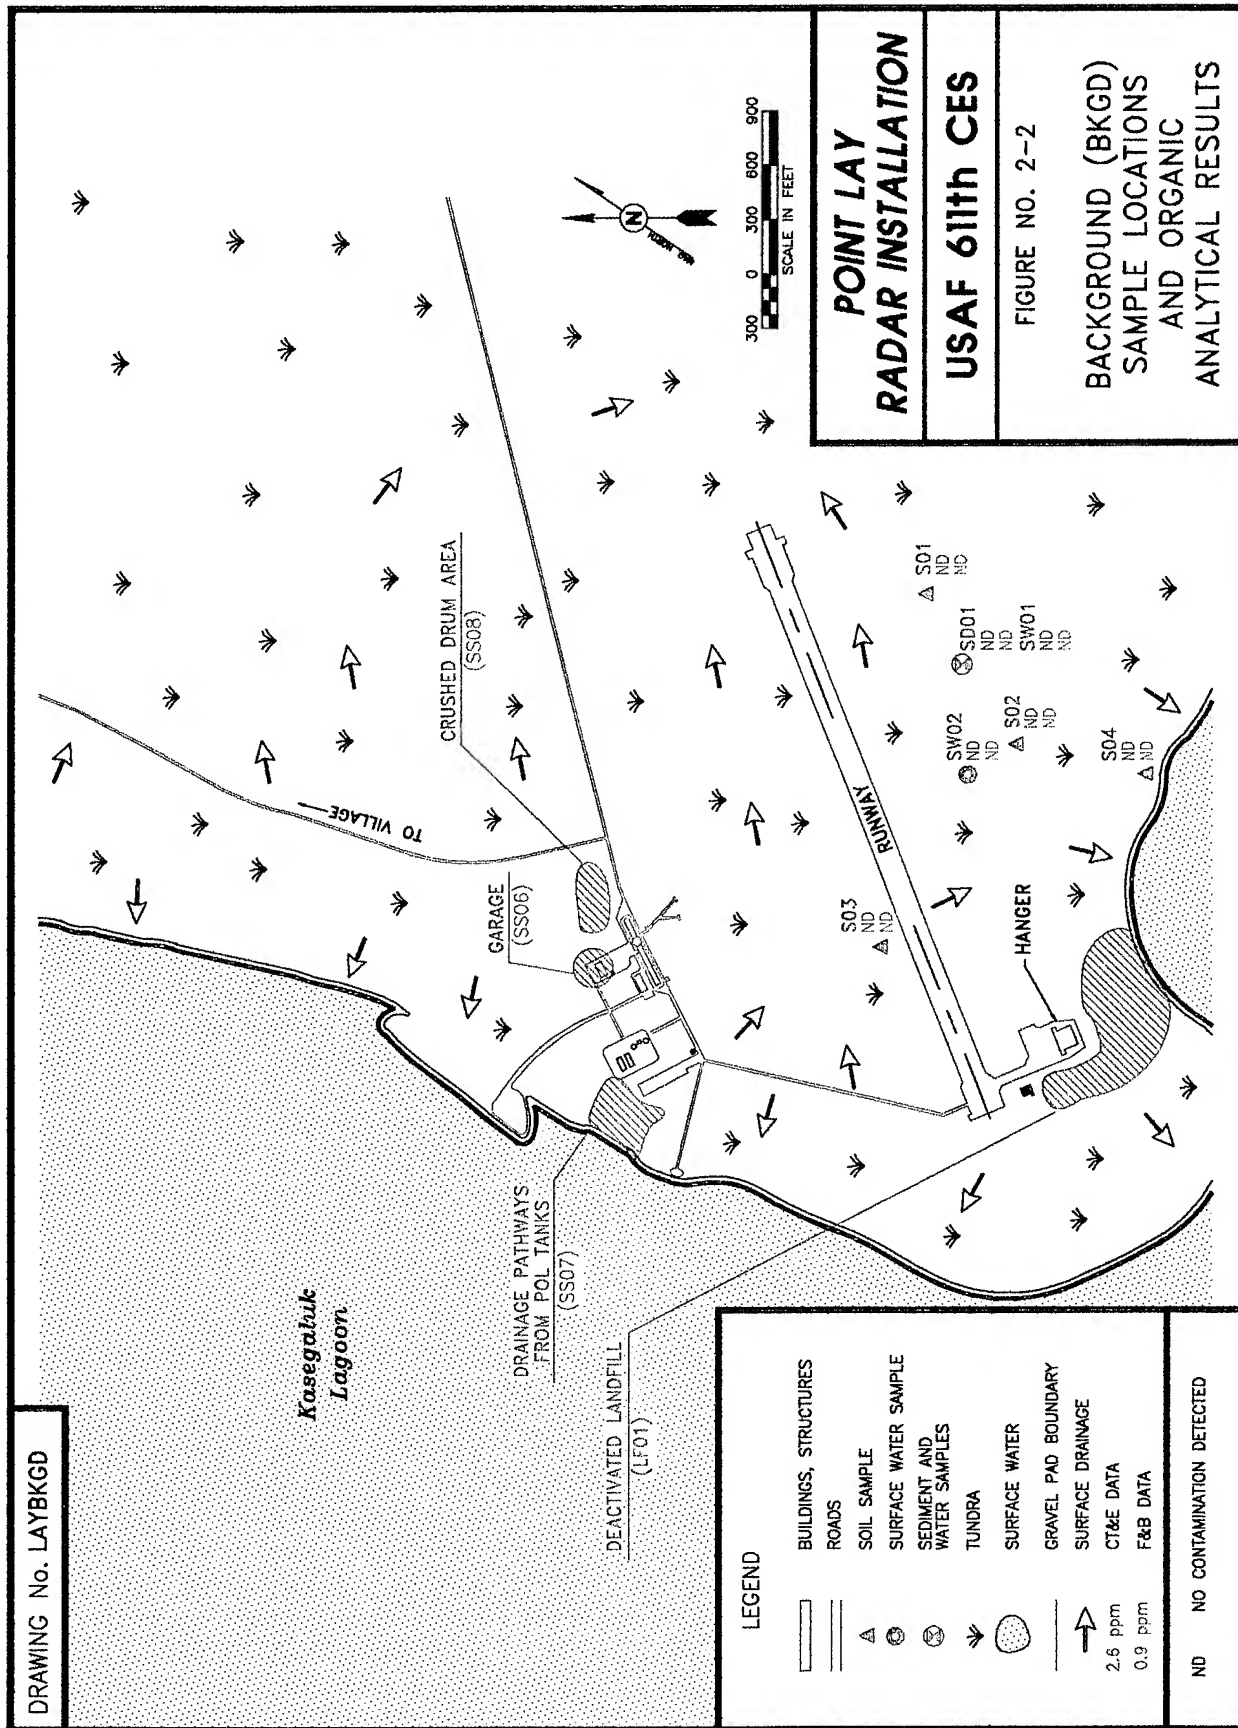 DRAWING No. LAYBKGD
Kasegaluk
Lagoon
TO VILLAGE
CRUSHED DRUM AREA
(SS08)
GARAGE
(SS06)
DRAINAGE PATHWAYS
FROM POL TANKS
(SS07)
DEACTIVATED LANDFILL
(LF01)
RUNWAY
HANGER
S03
ND
ND
SW02
ND
ND
S02
ND
ND
S04
ND
ND
SD01
ND
ND
SW01
ND
ND
S01
ND
ND
N
300 0 300 600 900
SCALE IN FEET
LEGEND
BUILDINGS, STRUCTURES
ROADS
SOIL SAMPLE
SURFACE WATER SAMPLE
SEDIMENT AND
WATER SAMPLES
TUNDRA
SURFACE WATER
GRAVEL PAD BOUNDARY
SURFACE DRAINAGE
2.6 ppm CT&E DATA
0.9 ppm F&B DATA
ND NO CONTAMINATION DETECTED
POINT LAY
RADAR INSTALLATION
USAF 611th CES
FIGURE NO. 2-2
BACKGROUND (BKGD)
SAMPLE LOCATIONS
AND ORGANIC
ANALYTICAL RESULTS